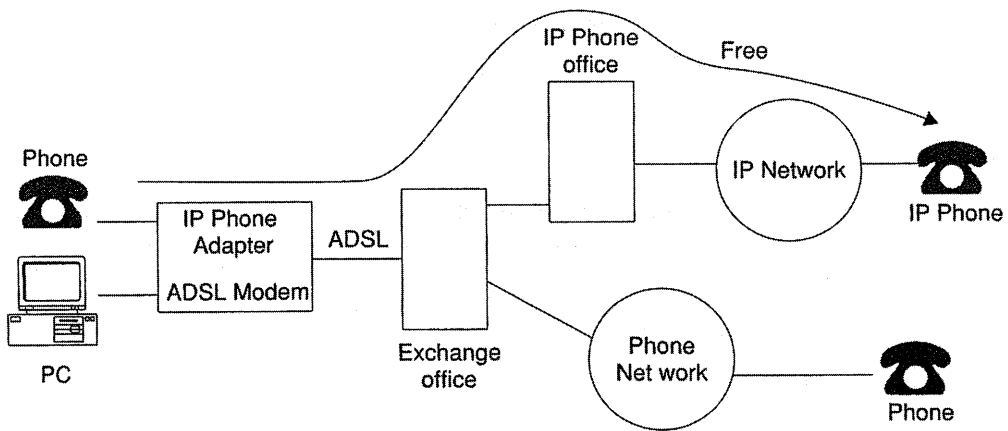 IP Phone
office
Free
Phone
IP Network
IP Phone
IP Phone
Adapter
ADSL
ADSL Modem
PC
Exchange
office
Phone
Net work
Phone